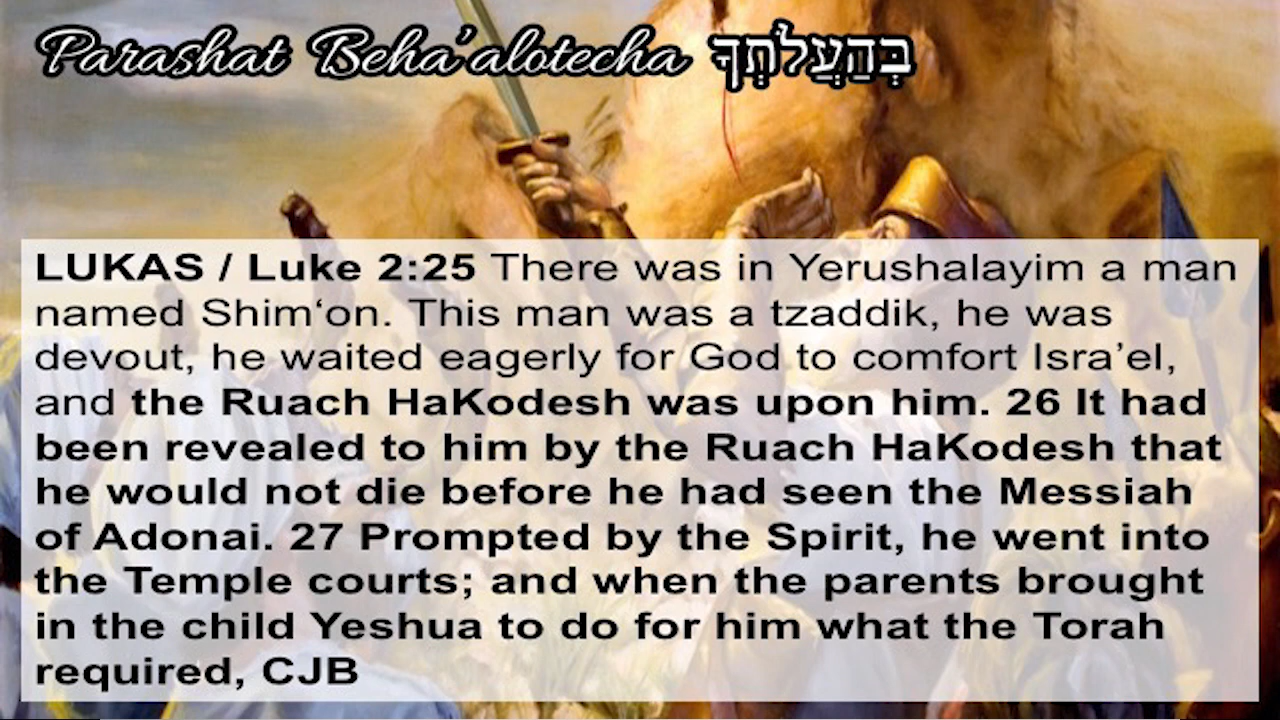 Parashat Beha'alotecha בְּהַעֲלֹתְךָ
LUKAS / Luke 2:25 There was in Yerushalayim a man
named Shim‘on. This man was a tzaddik, he was
devout, he waited eagerly for God to comfort Isra’el,
and the Ruach HaKodesh was upon him. 26 It had
been revealed to him by the Ruach HaKodesh that
he would not die before he had seen the Messiah
of Adonai. 27 Prompted by the Spirit, he went into
the Temple courts; and when the parents brought
in the child Yeshua to do for him what the Torah
required, CJB